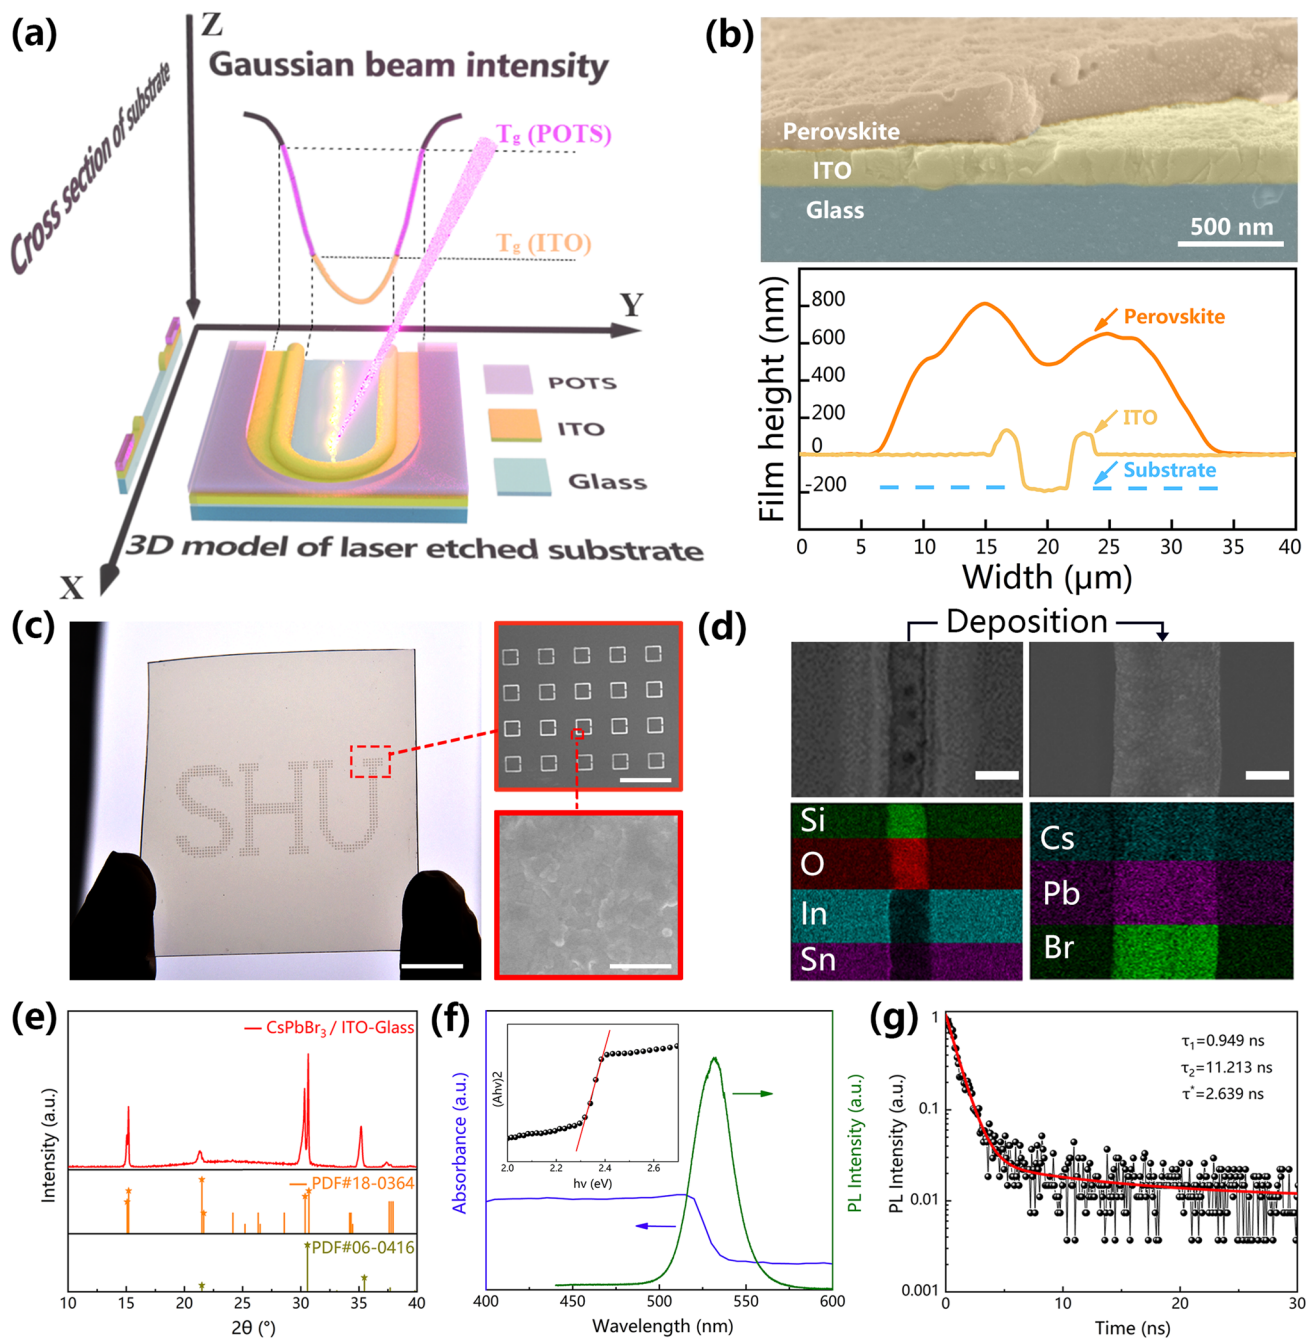 (a)
Z
Gaussian beam intensity
Cross section of substrate
Tg (POTS)
Tg (ITO)
Y
POTS
ITO
Glass
3D model of laser etched substrate
X
(b)
Perovskite
ITO
Glass
500 nm
Film height (nm)
800
600
400
200
0
-200
Perovskite
ITO
Substrate
0 5 10 15 20 25 30 35 40
Width (μm)
(c)
SHU
(d)
Deposition
Si
O
In
Sn
Cs
Pb
Br
(e)
CsPbBr3 / ITO-Glass
PDF#18-0364
PDF#06-0416
Intensity (a.u.)
10 15 20 25 30 35 40
2θ (°)
(f)
Absorbance (a.u.)
(Ahv)2
2.0 2.2 2.4 2.6
hv (eV)
PL Intensity (a.u.)
400 450 500 550 600
Wavelength (nm)
(g)
PL Intensity (a.u.)
1
0.1
0.01
0.001
τ1=0.949 ns
τ2=11.213 ns
τ*=2.639 ns
0 10 20 30
Time (ns)